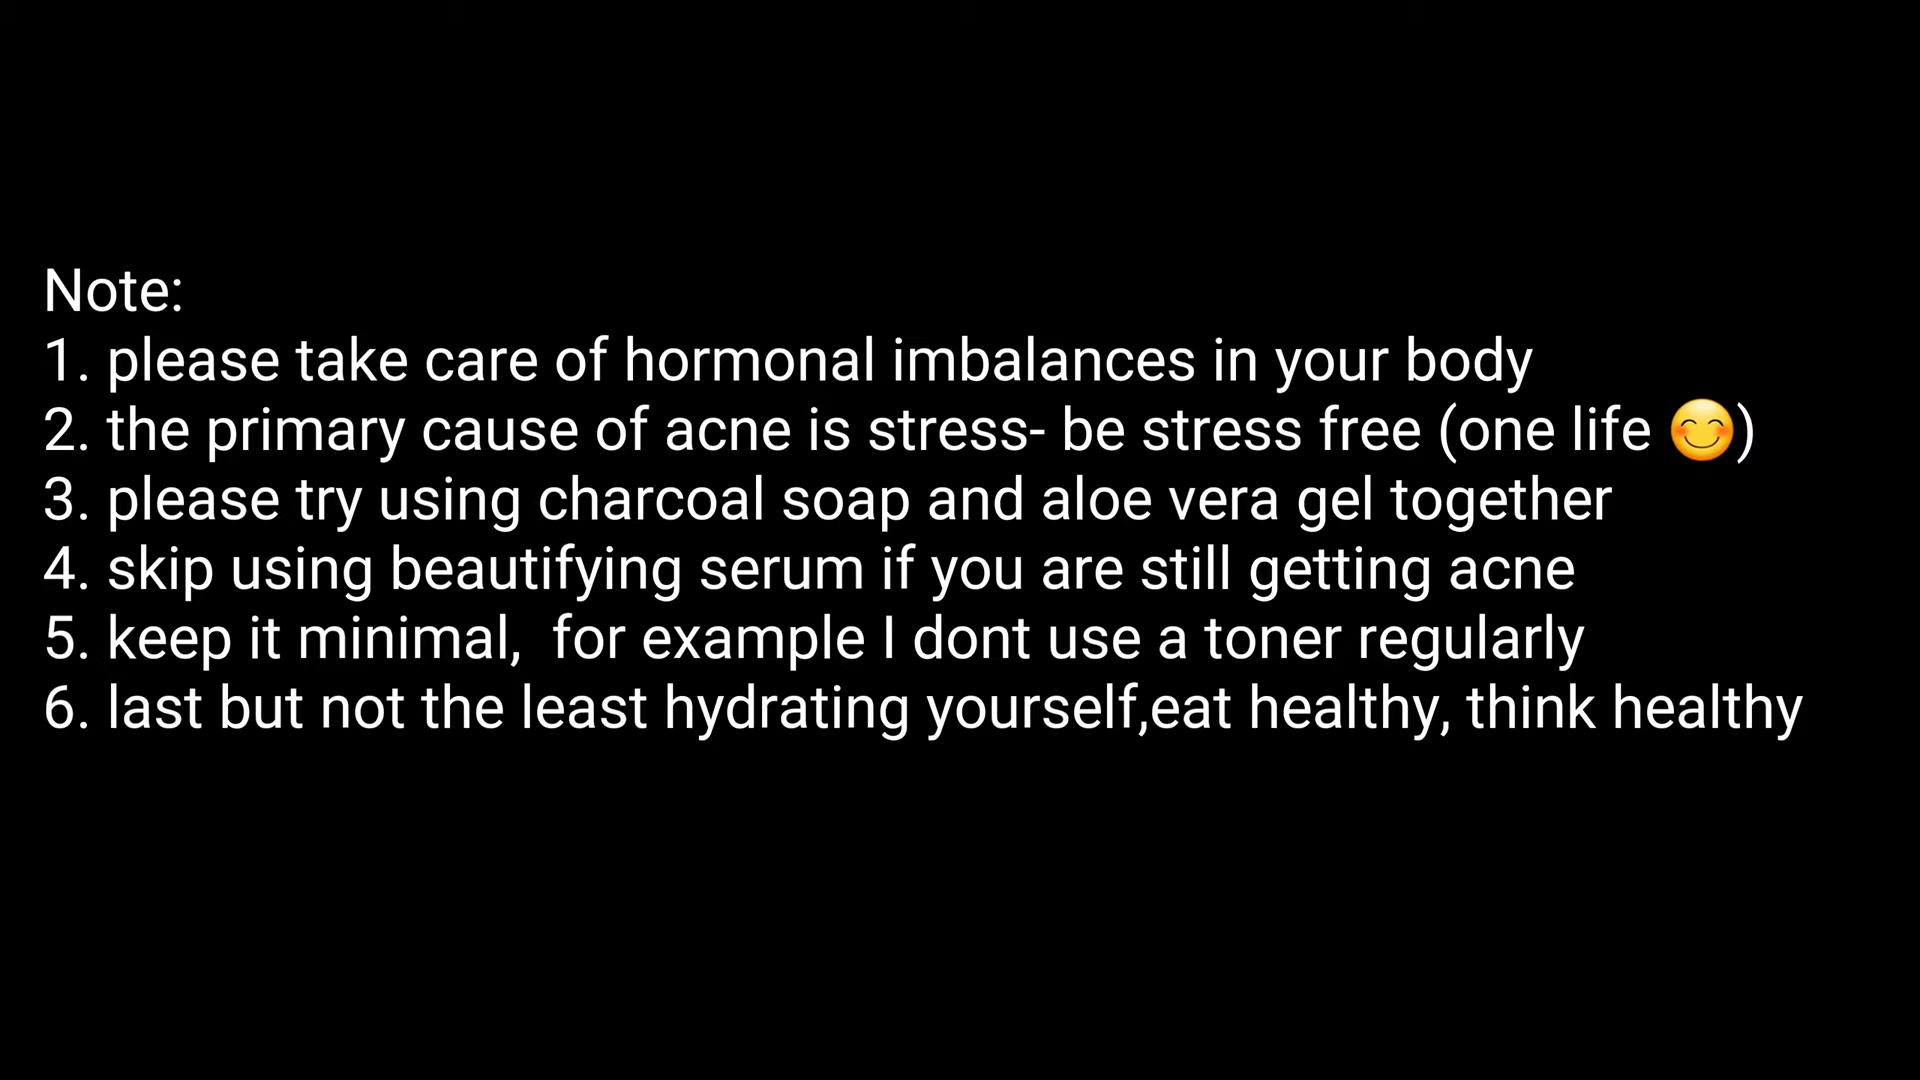 Note:
1. please take care of hormonal imbalances in your body
2. the primary cause of acne is stress- be stress free (one life 😊)
3. please try using charcoal soap and aloe vera gel together
4. skip using beautifying serum if you are still getting acne
5. keep it minimal,  for example I dont use a toner regularly
6. last but not the least hydrating yourself,eat healthy, think healthy